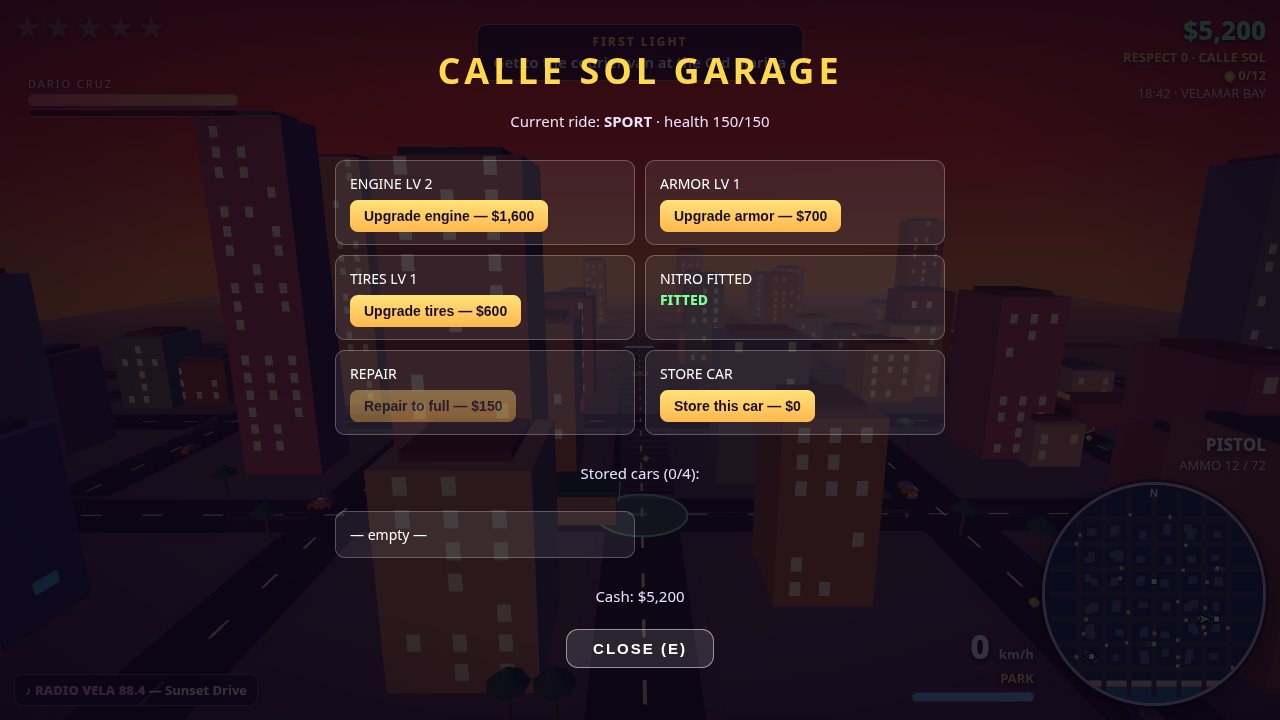 ★★★★★
$5,200
FIRST LIGHT
DARIO CRUZ
CALLE SOL GARAGE
RESPECT 0 · CALLE SOL
◉ 0/12
18:42 · VELAMAR BAY
Current ride: SPORT · health 150/150
ENGINE LV 2
Upgrade engine — $1,600
ARMOR LV 1
Upgrade armor — $700
TIRES LV 1
Upgrade tires — $600
NITRO FITTED
FITTED
REPAIR
Repair to full — $150
STORE CAR
Store this car — $0
Stored cars (0/4):
— empty —
Cash: $5,200
CLOSE (E)
PISTOL
AMMO 12 / 72
N
0 km/h
PARK
♪ RADIO VELA 88.4 — Sunset Drive